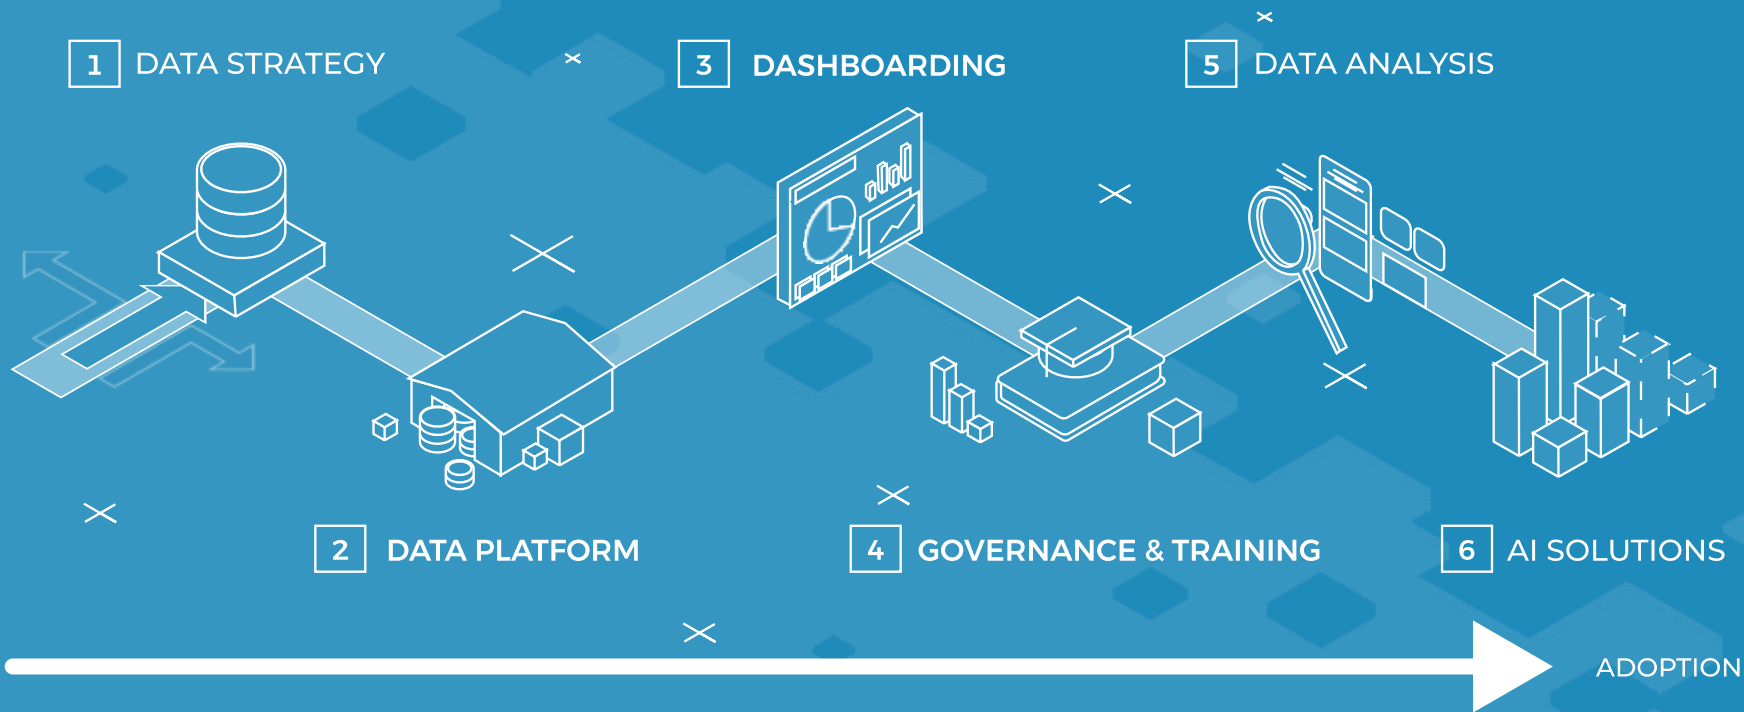 1 DATA STRATEGY
3 DASHBOARDING
5 DATA ANALYSIS
2 DATA PLATFORM
4 GOVERNANCE & TRAINING
6 AI SOLUTIONS
ADOPTION